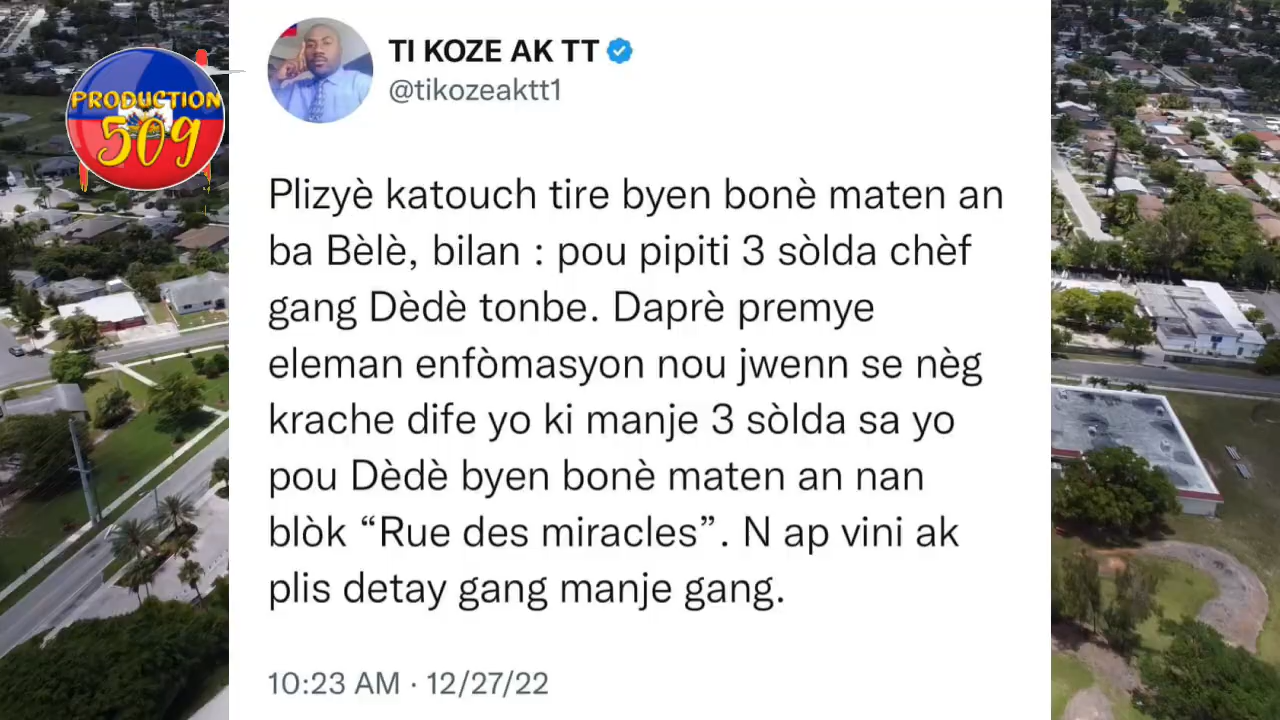 PRODUCTION
509
TI KOZE AK TT
@tikozeaktt1
Plizyè katouch tire byen bonè maten an
ba Bèlè, bilan : pou pipiti 3 sòlda chèf
gang Dèdè tonbe. Daprè premye
eleman enfòmasyon nou jwenn se nèg
krache dife yo ki manje 3 sòlda sa yo
pou Dèdè byen bonè maten an nan
blòk “Rue des miracles”. N ap vini ak
plis detay gang manje gang.
10:23 AM · 12/27/22